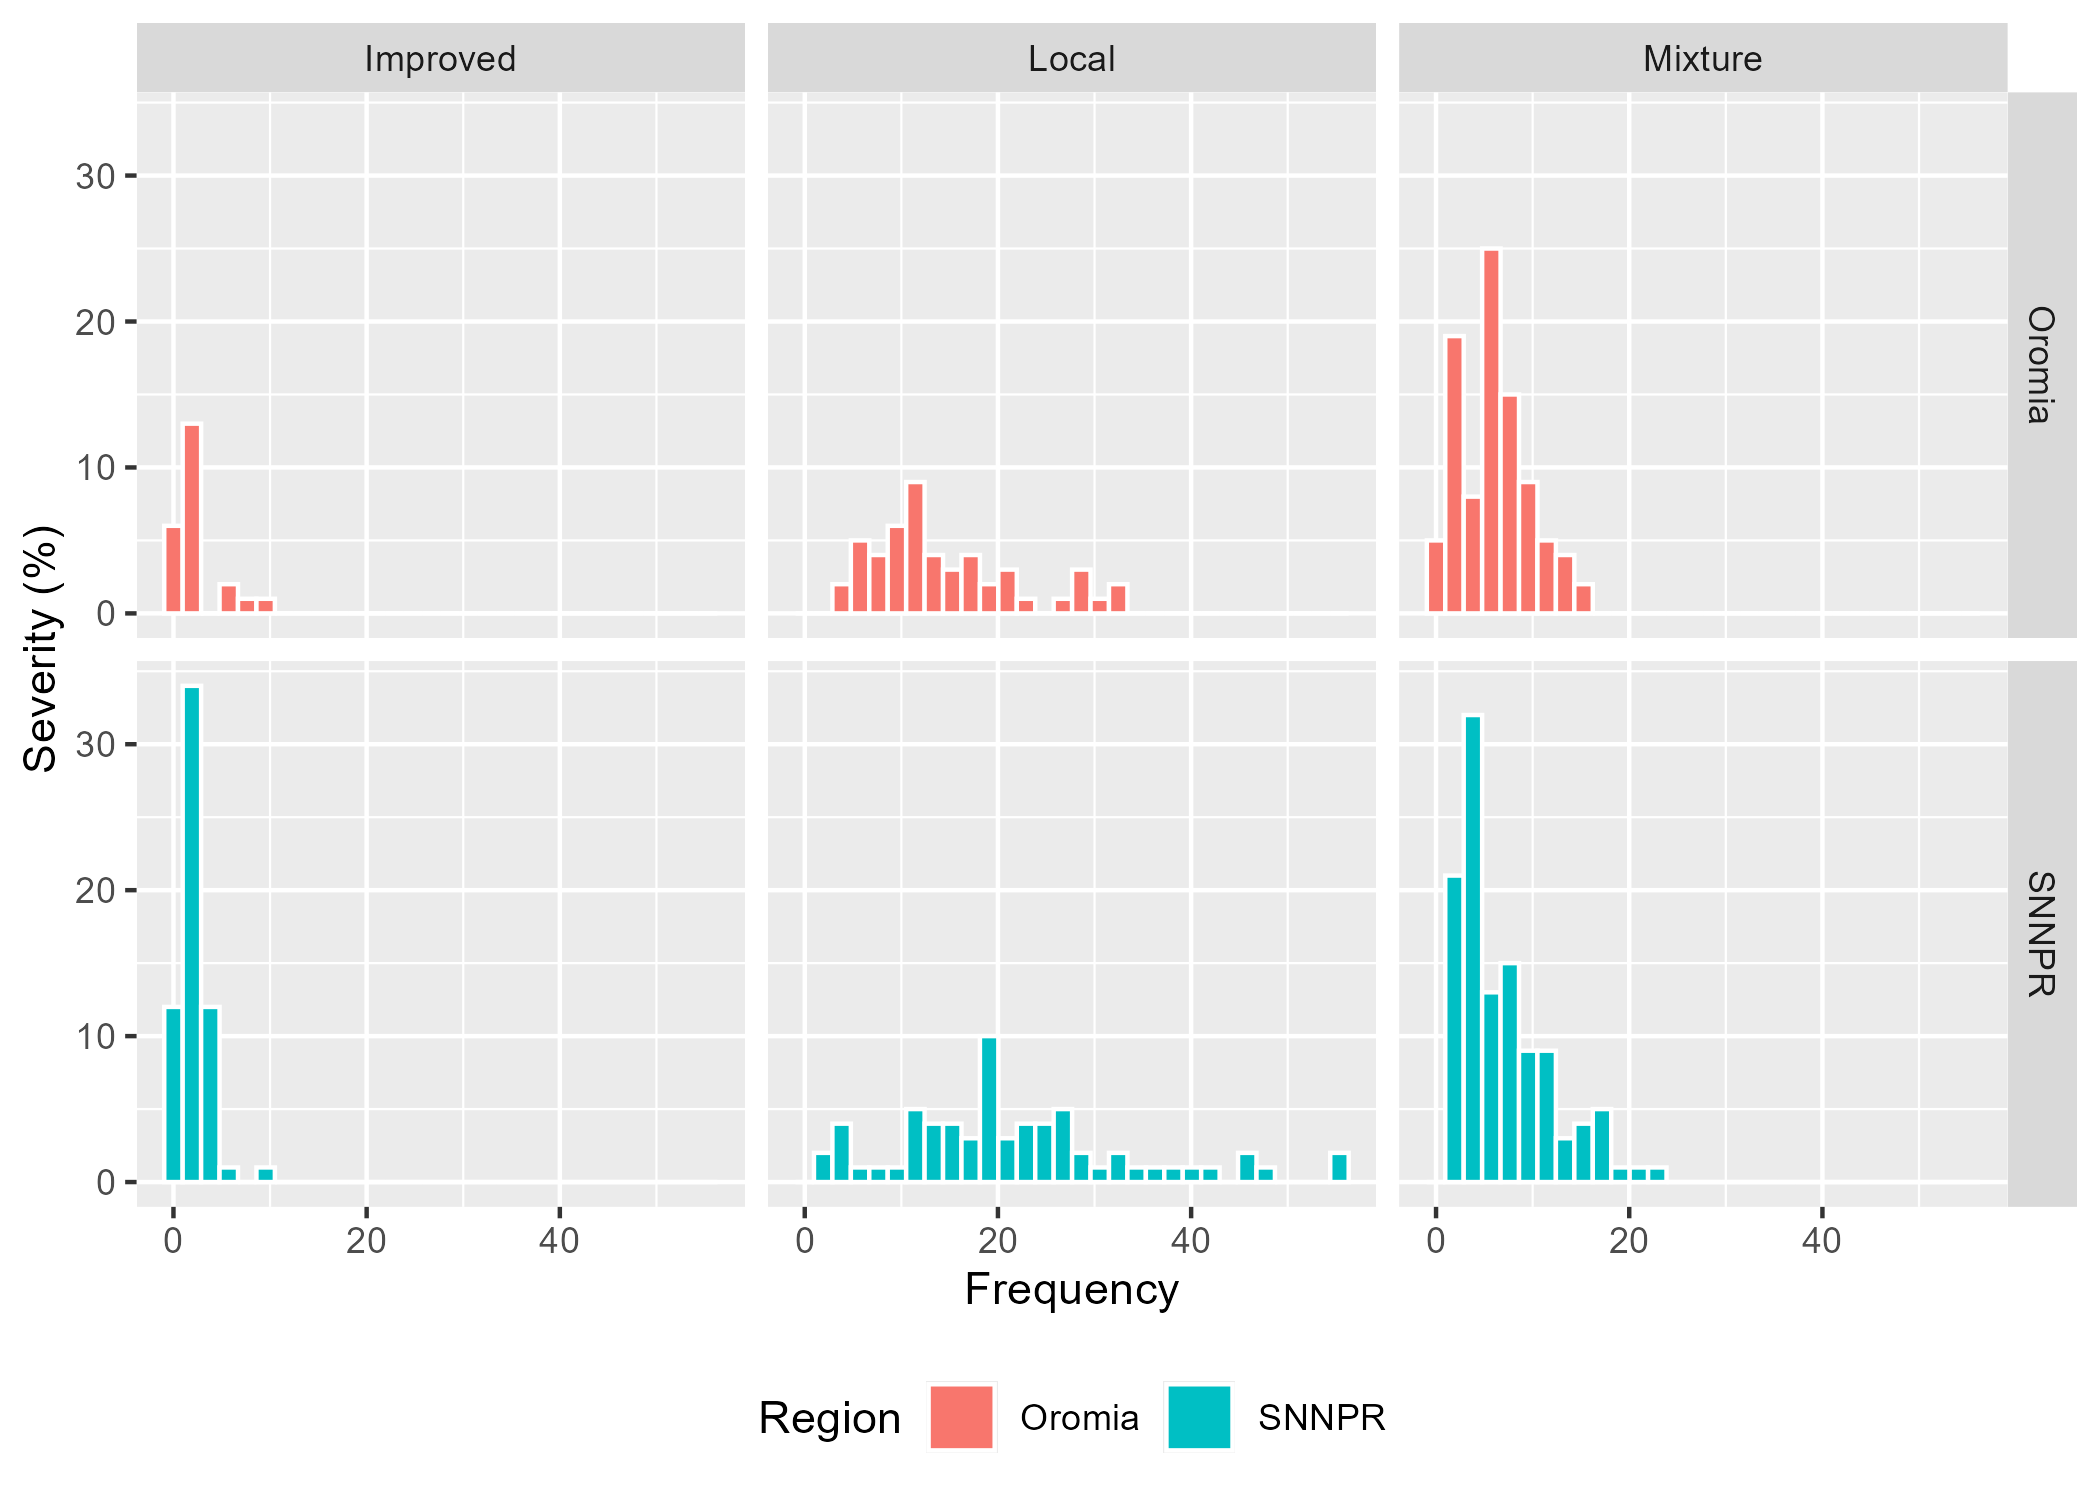 Improved Local Mixture
30
20
10
0
Oromia
Severity (%)
30
20
10
0
SNNPR
0 20 40 0 20 40 0 20 40
Frequency
Region Oromia SNNPR